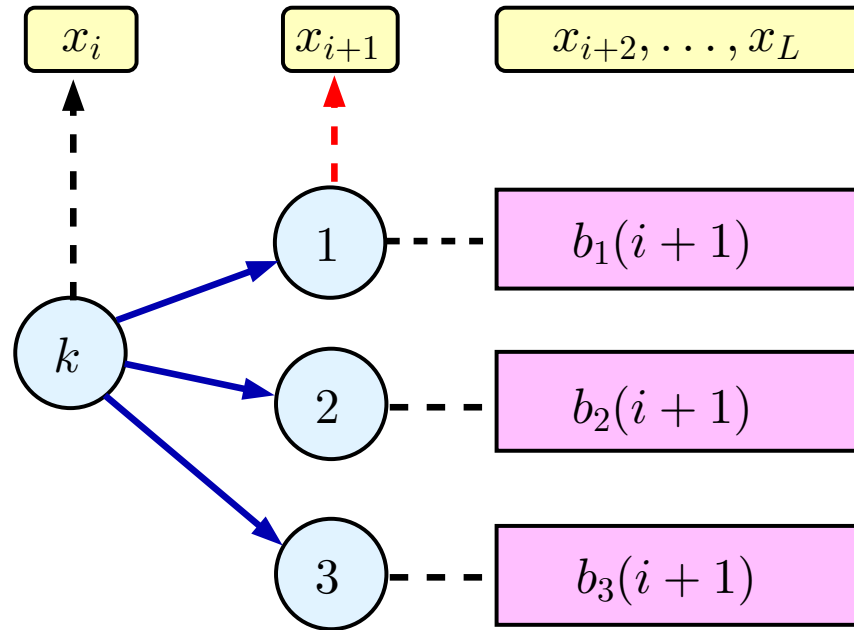 x_i x_{i+1} x_{i+2}, . . . , x_L
1 b_1(i + 1)
k
2 b_2(i + 1)
3 b_3(i + 1)